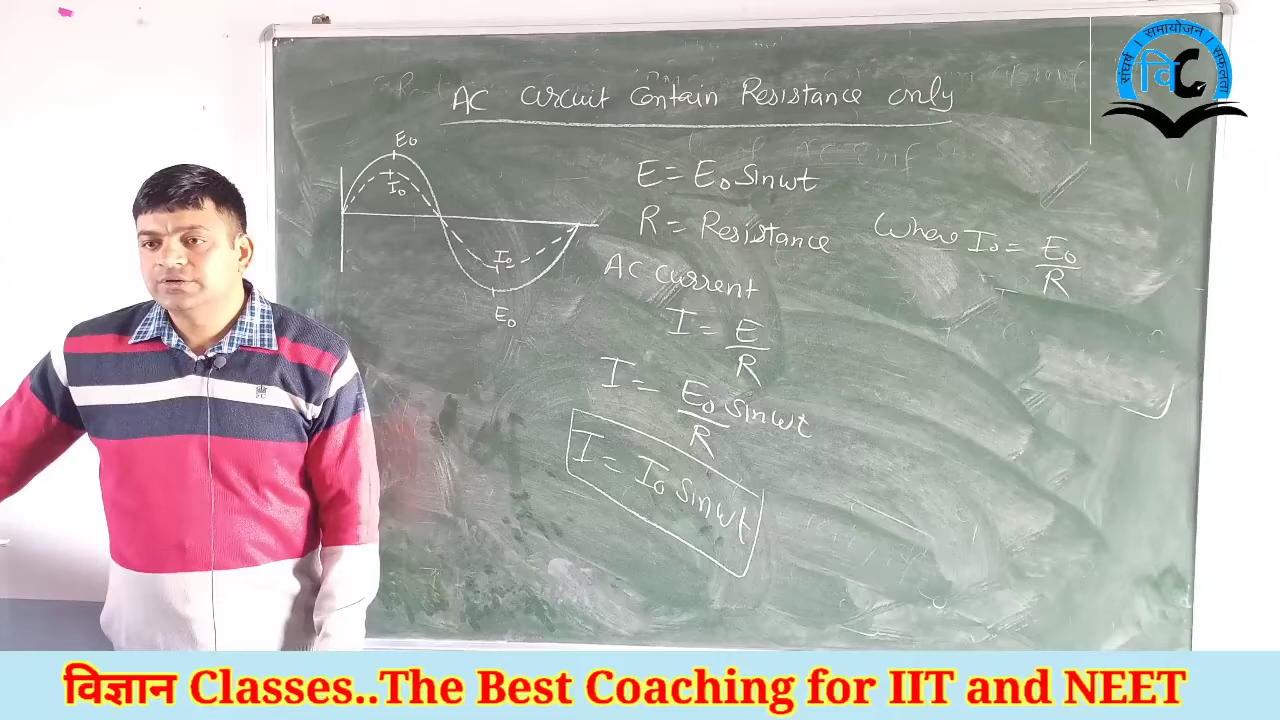 AC Circuit Contain Resistance only
E₀
I₀
I₀
E₀
E = E₀ sinωt
R = Resistance
Where I₀ = E₀/R
AC current
I = E/R
I = E₀/R sinωt
I = I₀ sinωt
संघर्ष । समायोजन । सफलता
वि C
विज्ञान Classes..The Best Coaching for IIT and NEET